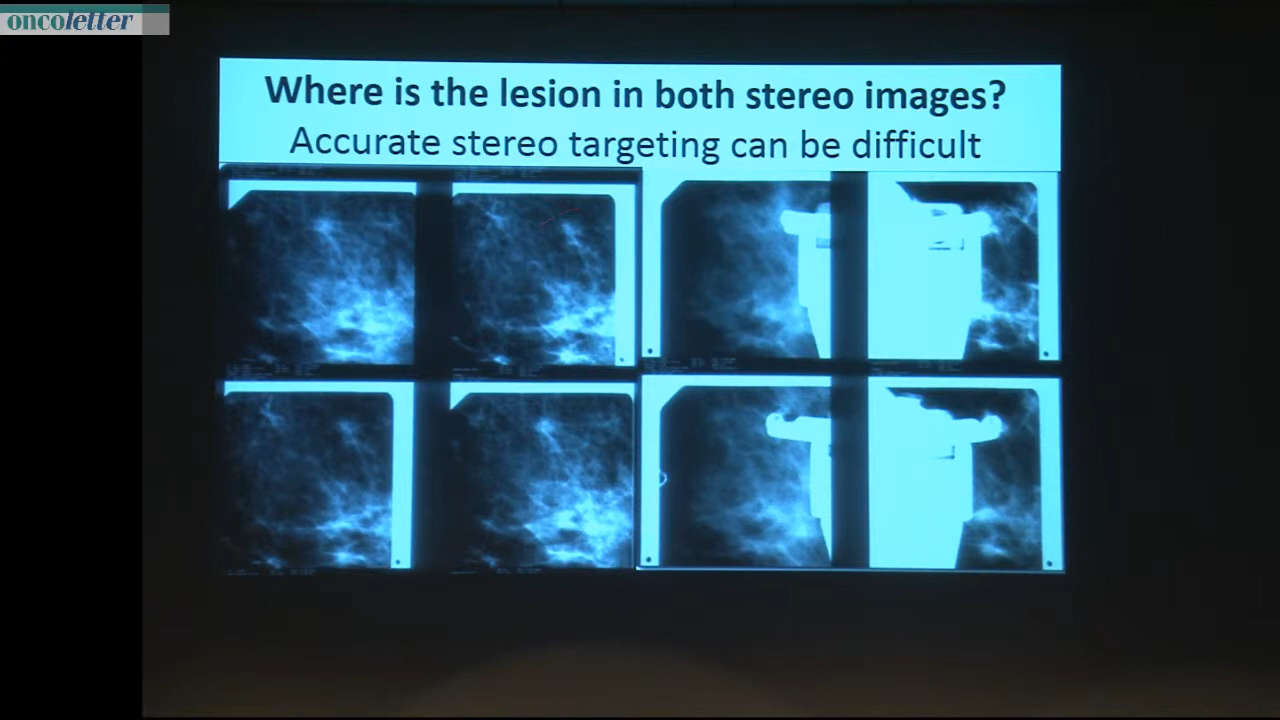 oncoletter
Where is the lesion in both stereo images?
Accurate stereo targeting can be difficult